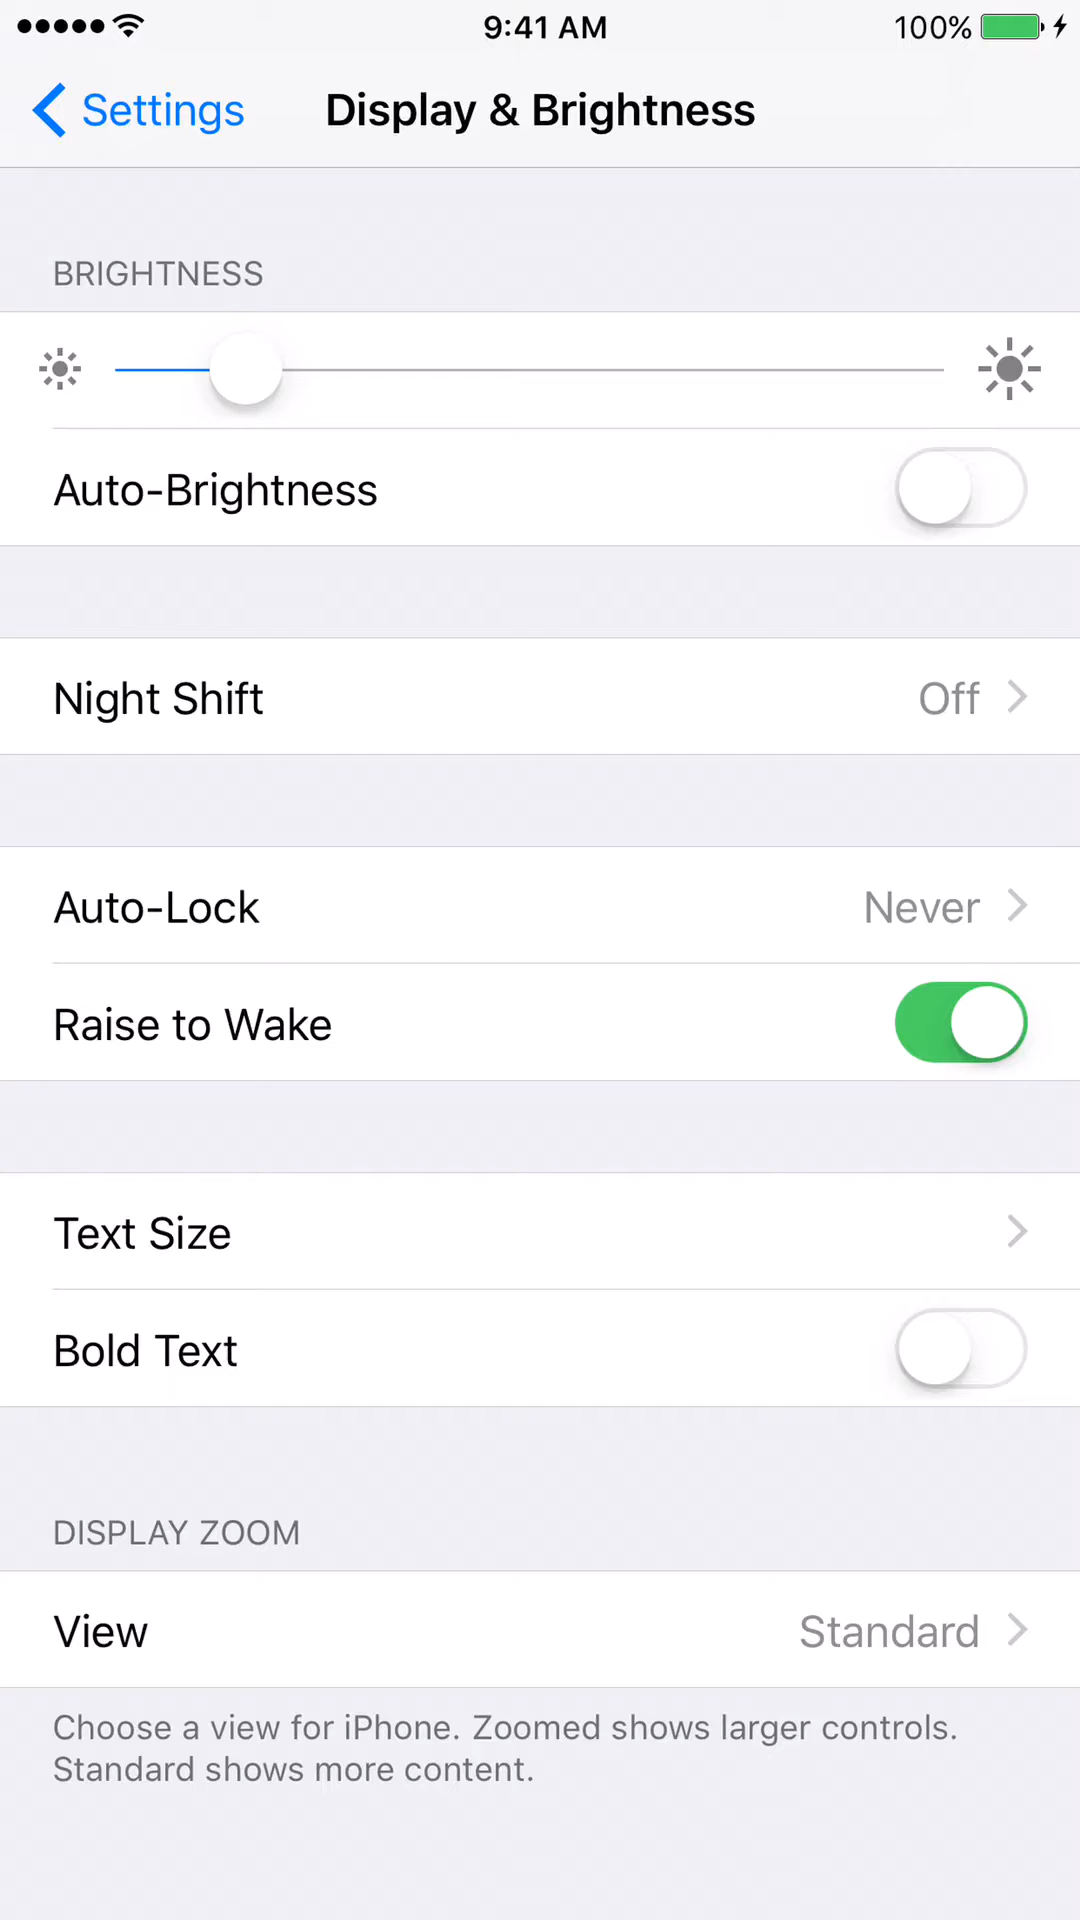 9:41 AM
100%
Settings
Display & Brightness
BRIGHTNESS
Auto-Brightness
Night Shift
Off
Auto-Lock
Never
Raise to Wake
Text Size
Bold Text
DISPLAY ZOOM
View
Standard
Choose a view for iPhone. Zoomed shows larger controls.
Standard shows more content.